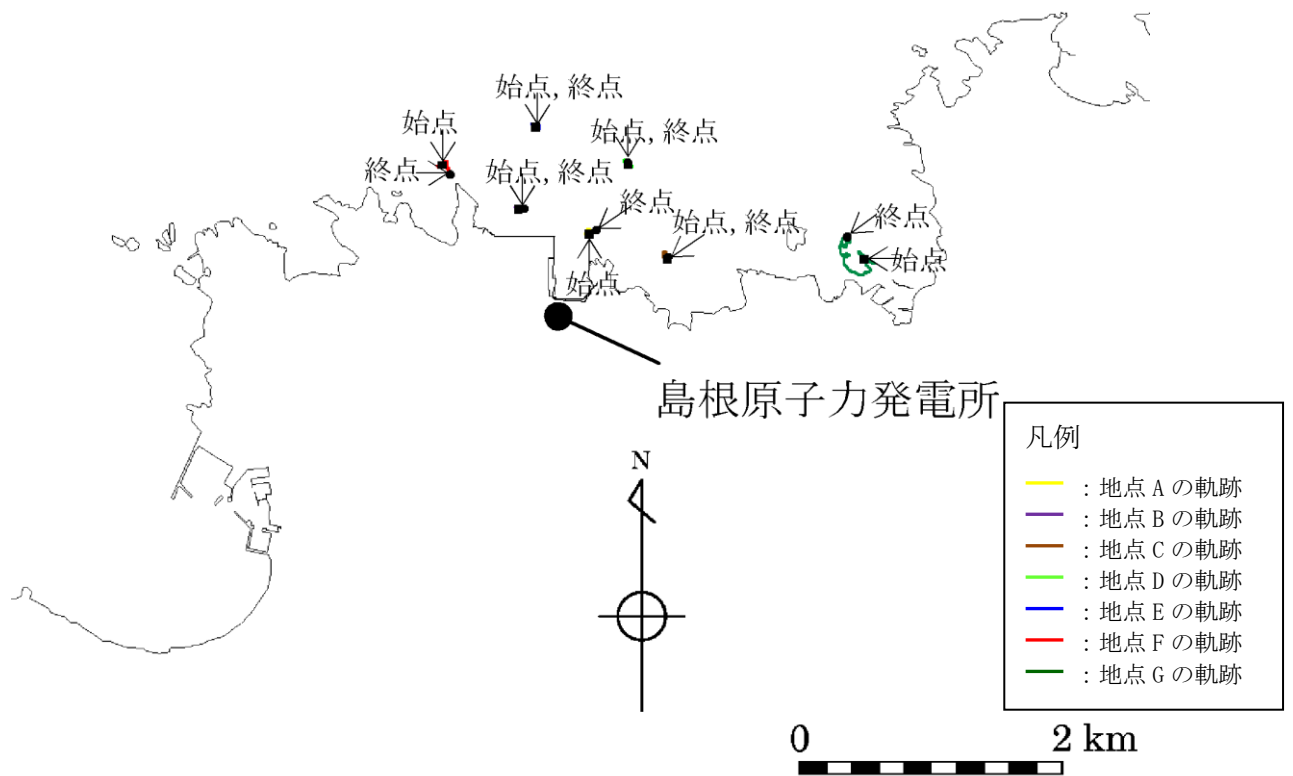 始点,終点
始点
始点,終点
終点
始点,終点
終点
始点,終点
終点
始点
始点
島根原子力発電所
凡例
:地点Aの軌跡
:地点Bの軌跡
:地点Cの軌跡
:地点Dの軌跡
:地点Eの軌跡
:地点Fの軌跡
:地点Gの軌跡
N
0 2 km